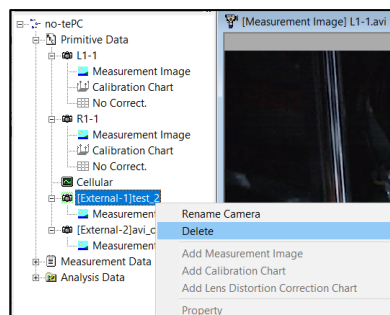 no-tePC
[Measurement Image] L1-1.avi
Primitive Data
L1-1
Measurement Image
Calibration Chart
No Correct.
R1-1
Measurement Image
Calibration Chart
No Correct.
Cellular
[External-1]test_2
Measurement
[External-2]avi_c
Measurement
Measurement Data
Analysis Data
Rename Camera
Delete
Add Measurement Image
Add Calibration Chart
Add Lens Distortion Correction Chart
Property